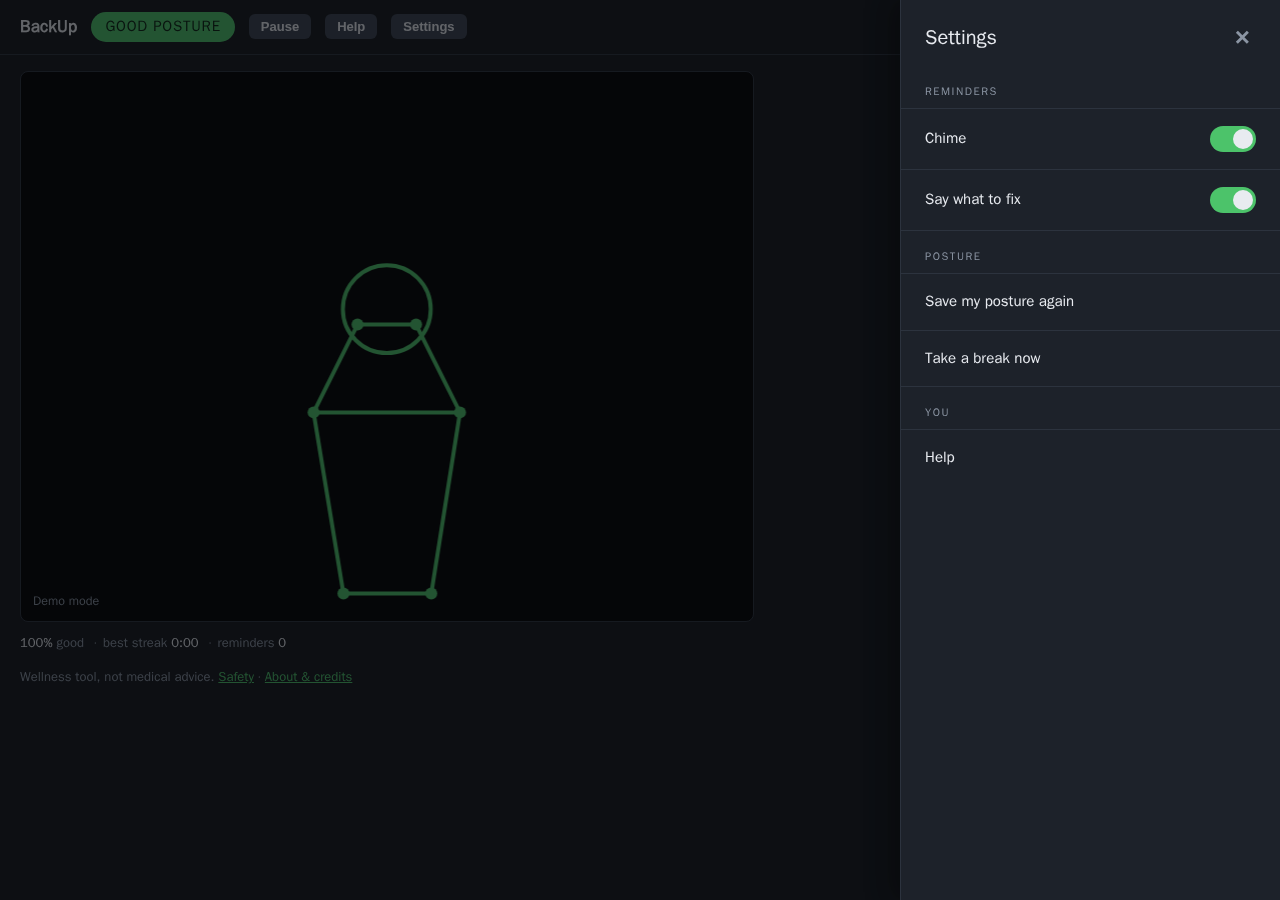 BackUp GOOD POSTURE Pause Help Settings
Demo mode
100% good · best streak 0:00 · reminders 0
Wellness tool, not medical advice. Safety · About & credits
Settings ×
REMINDERS
Chime
Say what to fix
POSTURE
Save my posture again
Take a break now
YOU
Help